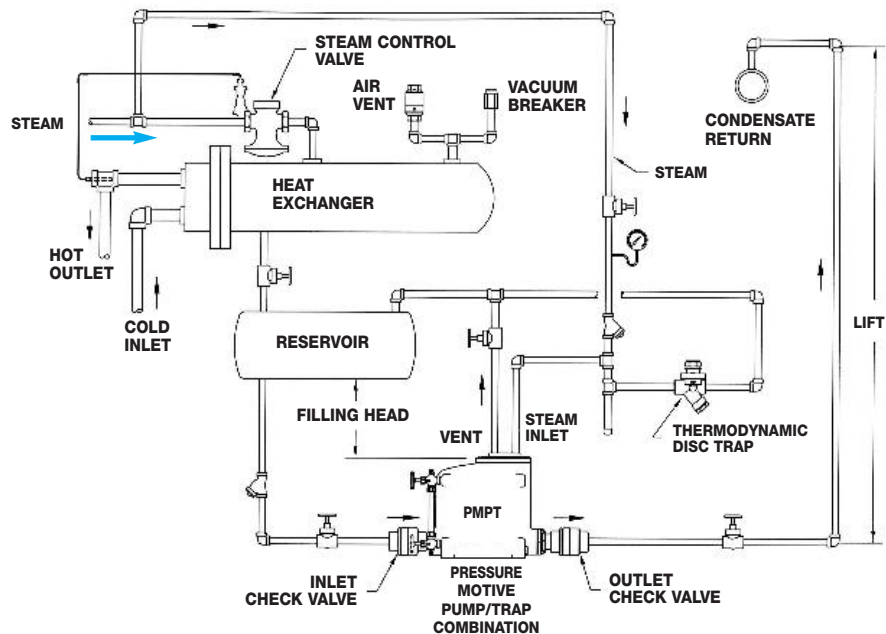 STEAM CONTROL
VALVE
AIR
VENT
VACUUM
BREAKER
STEAM
CONDENSATE
RETURN
STEAM
HEAT
EXCHANGER
HOT
OUTLET
COLD
INLET
RESERVOIR
LIFT
FILLING HEAD
VENT
STEAM
INLET
THERMODYNAMIC
DISC TRAP
PMPT
INLET
CHECK VALVE
PRESSURE
MOTIVE
PUMP/TRAP
COMBINATION
OUTLET
CHECK VALVE